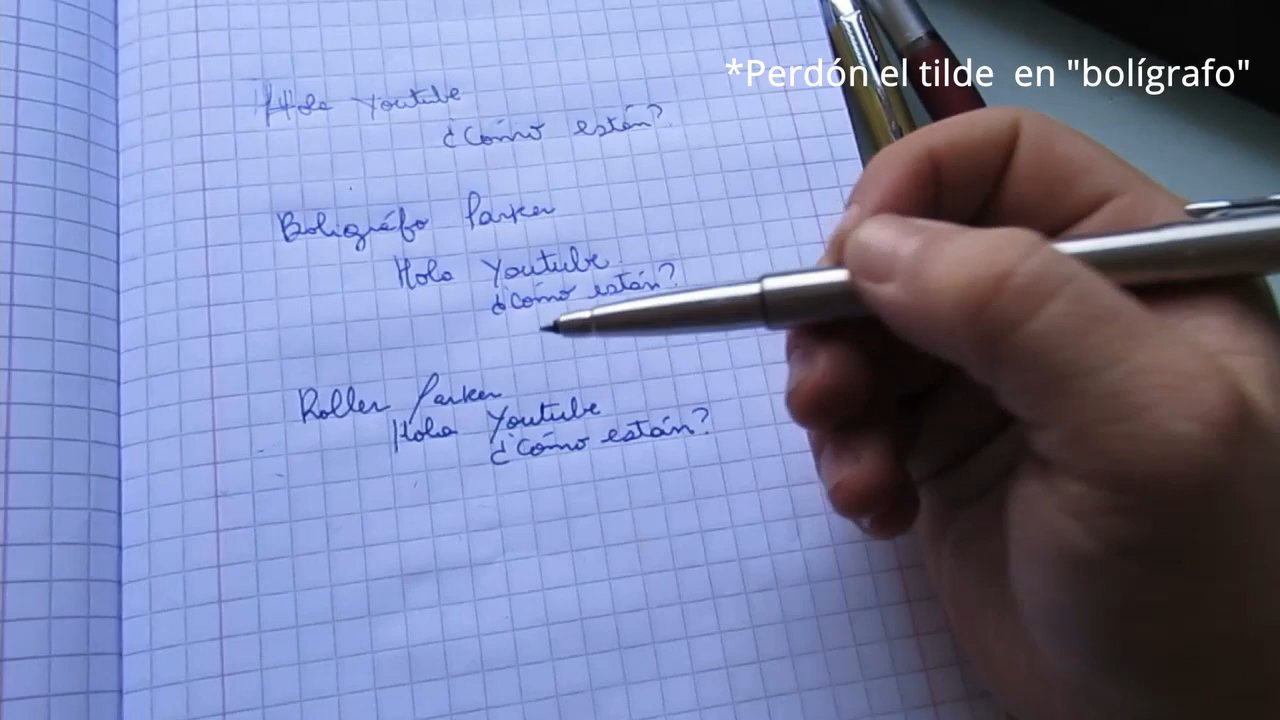 *Perdón el tilde en "bolígrafo"
Hola Youtube
¿Cómo están?
Boligráfo Parker
Hola Youtube
¿Cómo están?
Roller Parker
Hola Youtube
¿Cómo están?